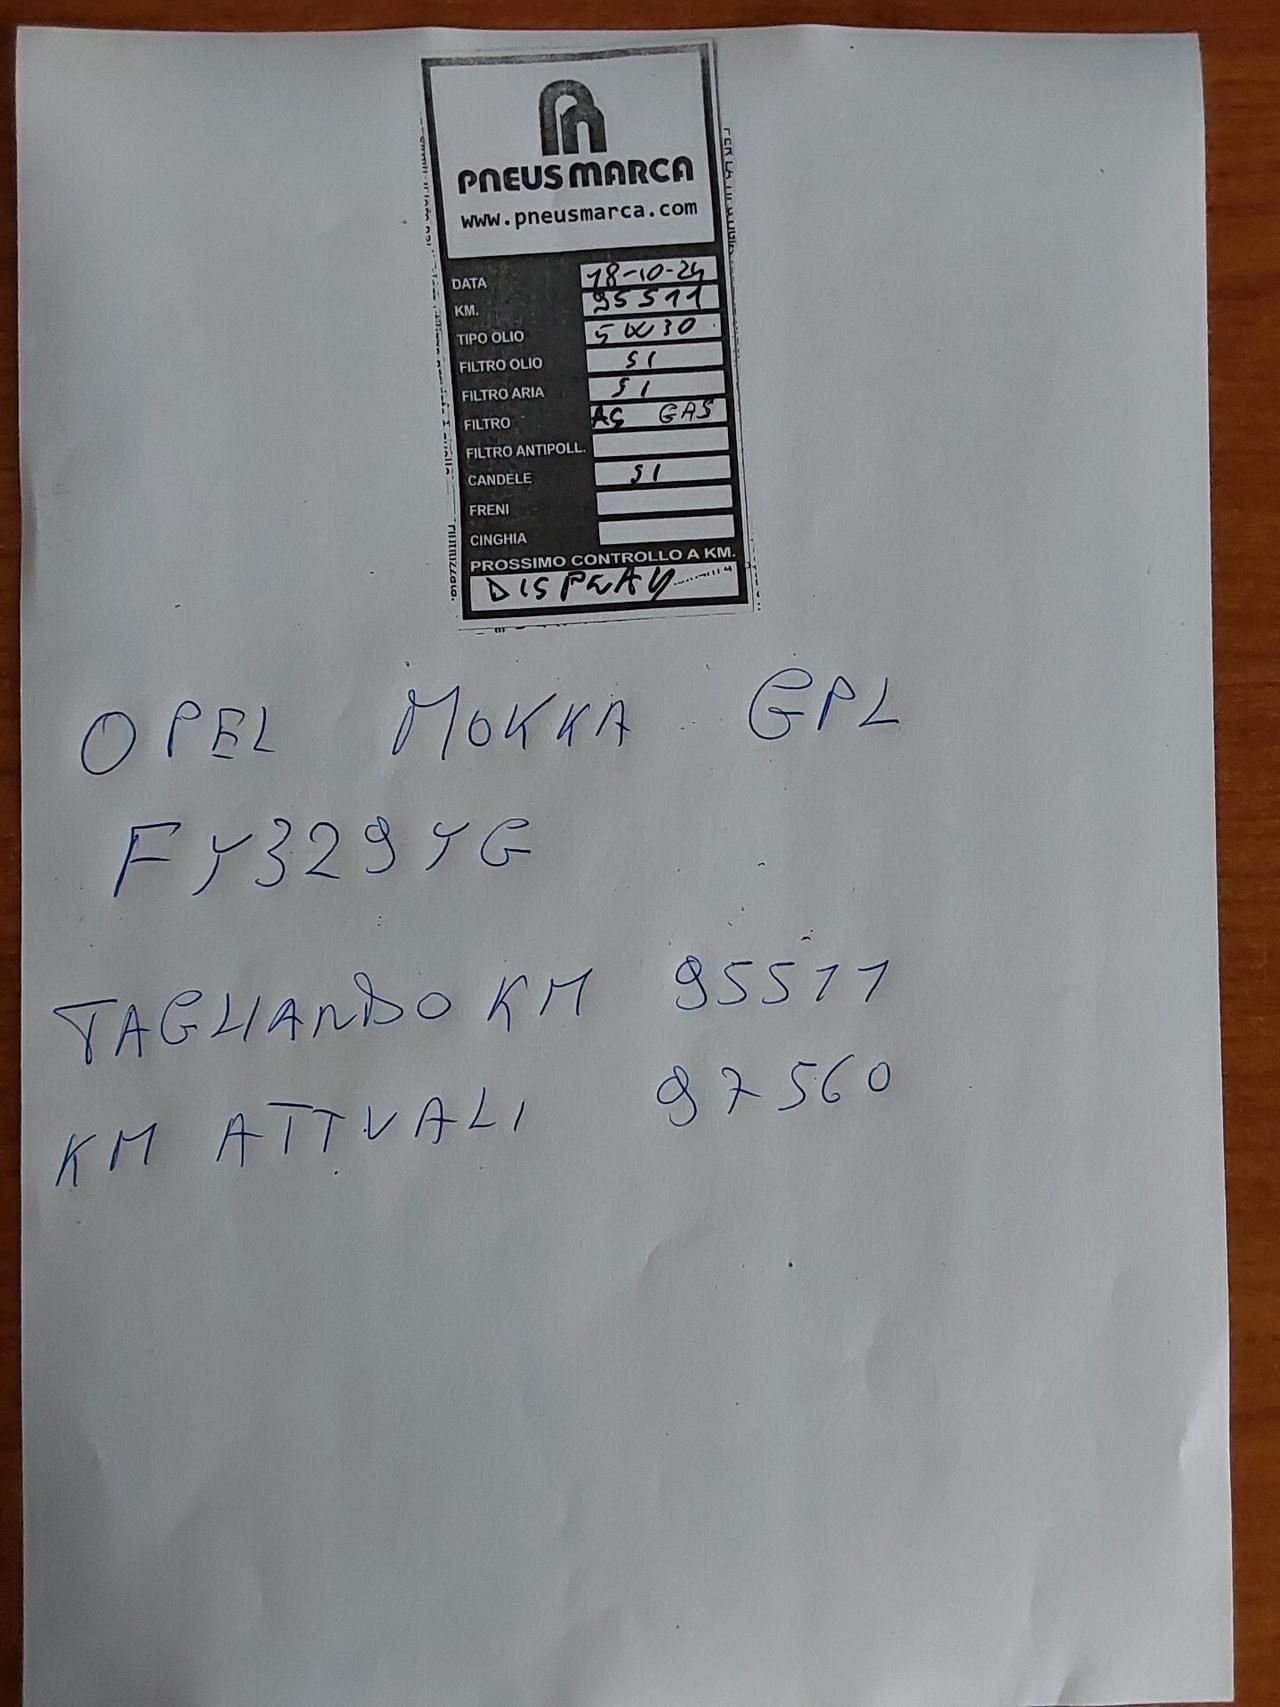 PNEUS MARCA
www.pneusmarca.com
DATA 18-10-24
KM. 95511
TIPO OLIO 5W30
FILTRO OLIO SI
FILTRO ARIA SI
FILTRO AG GAS
FILTRO ANTIPOLL.
CANDELE SI
FRENI
CINGHIA
PROSSIMO CONTROLLO A KM.
DISPLAY
OPEL MOKKA GPL
FY329YG
TAGLIANDO KM 95511
KM ATTUALI 97560